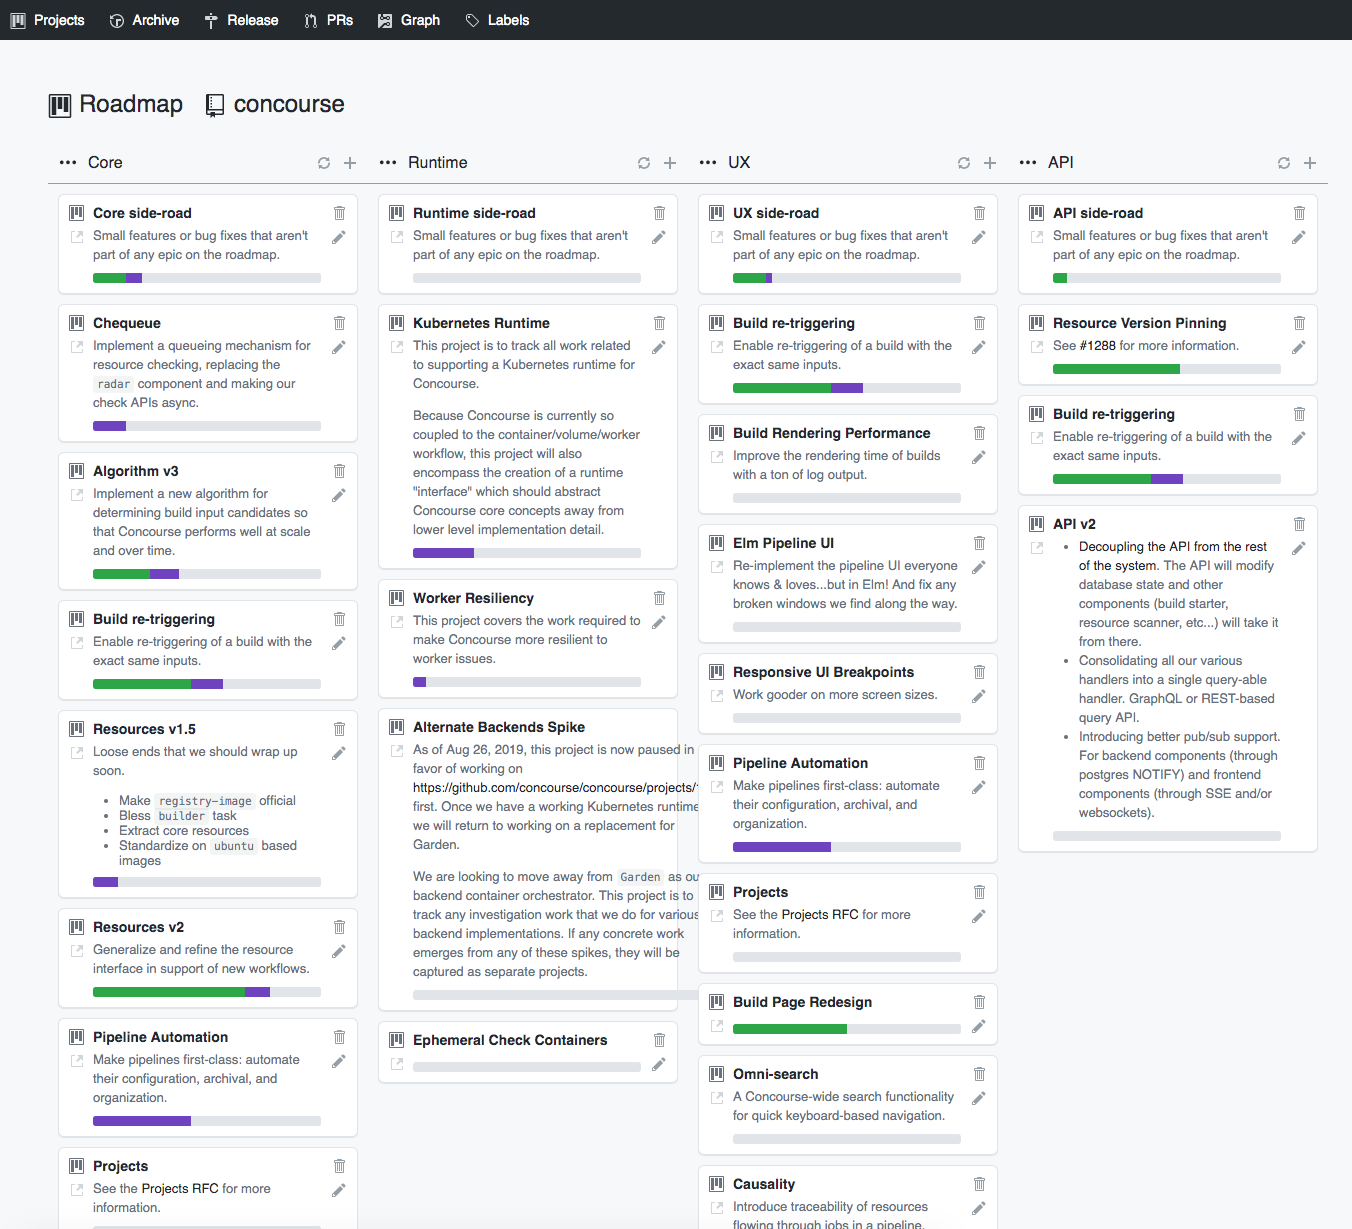 Projects Archive Release PRs Graph Labels
Roadmap concourse
Core
Core side-road
Small features or bug fixes that aren't
part of any epic on the roadmap.
Chequeue
Implement a queueing mechanism for
resource checking, replacing the
radar component and making our
check APIs async.
Algorithm v3
Implement a new algorithm for
determining build input candidates so
that Concourse performs well at scale
and over time.
Build re-triggering
Enable re-triggering of a build with the
exact same inputs.
Resources v1.5
Loose ends that we should wrap up
soon.
• Make registry-image official
• Bless builder task
• Extract core resources
• Standardize on ubuntu based
images
Resources v2
Generalize and refine the resource
interface in support of new workflows.
Pipeline Automation
Make pipelines first-class: automate
their configuration, archival, and
organization.
Projects
See the Projects RFC for more
information.
Runtime
Runtime side-road
Small features or bug fixes that aren't
part of any epic on the roadmap.
Kubernetes Runtime
This project is to track all work related
to supporting a Kubernetes runtime for
Concourse.
Because Concourse is currently so
coupled to the container/volume/worker
workflow, this project will also
encompass the creation of a runtime
"interface" which should abstract
Concourse core concepts away from
lower level implementation detail.
Worker Resiliency
This project covers the work required to
make Concourse more resilient to
worker issues.
Alternate Backends Spike
As of Aug 26, 2019, this project is now paused in
favor of working on
https://github.com/concourse/concourse/projects/
first. Once we have a working Kubernetes runtime
we will return to working on a replacement for
Garden.
We are looking to move away from Garden as ou
backend container orchestrator. This project is to
track any investigation work that we do for various
backend implementations. If any concrete work
emerges from any of these spikes, they will be
captured as separate projects.
Ephemeral Check Containers
UX
UX side-road
Small features or bug fixes that aren't
part of any epic on the roadmap.
Build re-triggering
Enable re-triggering of a build with the
exact same inputs.
Build Rendering Performance
Improve the rendering time of builds
with a ton of log output.
Elm Pipeline UI
Re-implement the pipeline UI everyone
knows & loves...but in Elm! And fix any
broken windows we find along the way.
Responsive UI Breakpoints
Work gooder on more screen sizes.
Pipeline Automation
Make pipelines first-class: automate
their configuration, archival, and
organization.
Projects
See the Projects RFC for more
information.
Build Page Redesign
Omni-search
A Concourse-wide search functionality
for quick keyboard-based navigation.
Causality
Introduce traceability of resources
flowing through jobs in a pipeline.
API
API side-road
Small features or bug fixes that aren't
part of any epic on the roadmap.
Resource Version Pinning
See #1288 for more information.
Build re-triggering
Enable re-triggering of a build with the
exact same inputs.
API v2
• Decoupling the API from the rest
of the system. The API will modify
database state and other
components (build starter,
resource scanner, etc...) will take it
from there.
• Consolidating all our various
handlers into a single query-able
handler. GraphQL or REST-based
query API.
• Introducing better pub/sub support.
For backend components (through
postgres NOTIFY) and frontend
components (through SSE and/or
websockets).